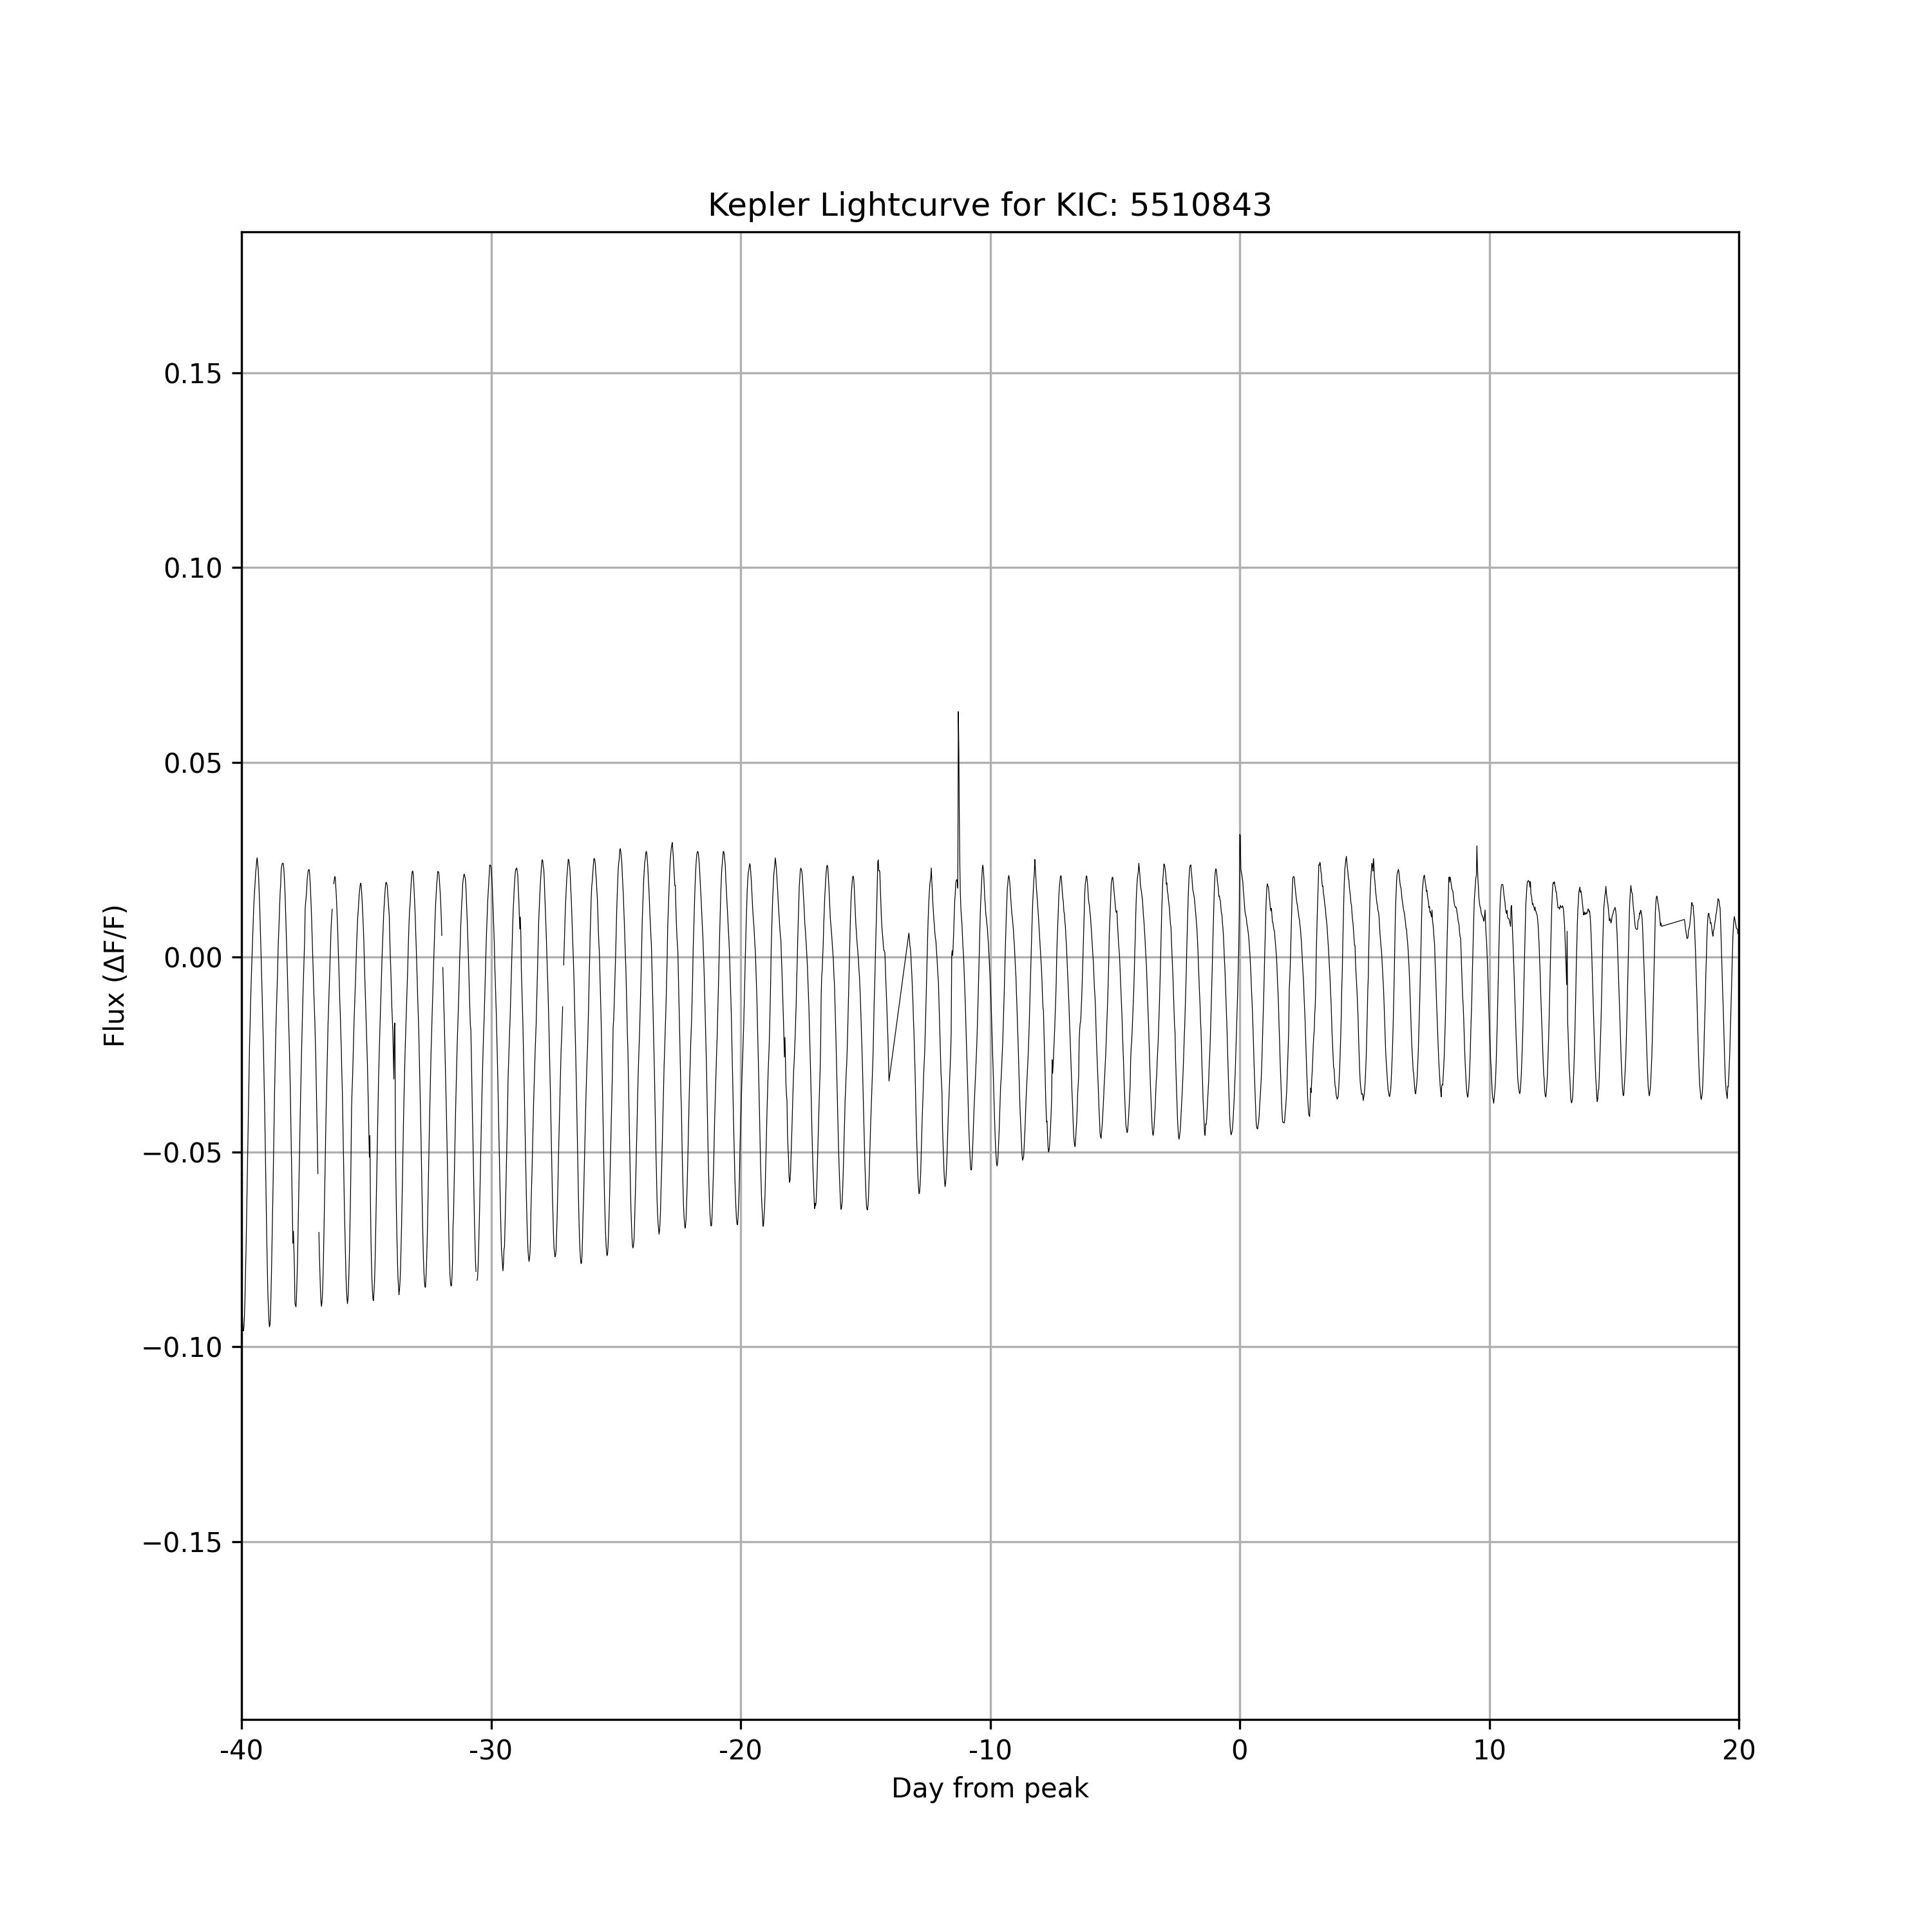 Kepler Lightcurve for KIC: 5510843
Flux (ΔF/F)
0.15
0.10
0.05
0.00
−0.05
−0.10
−0.15
-40 -30 -20 -10 0 10 20
Day from peak